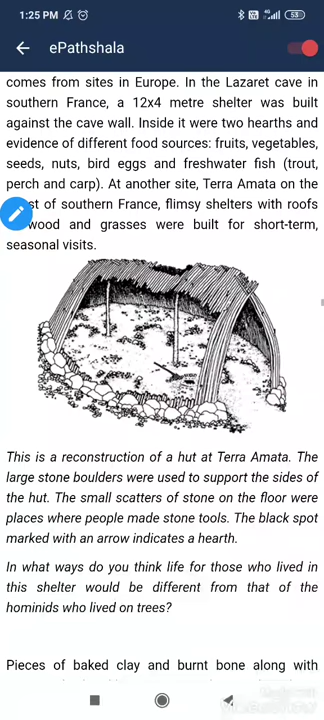 1:25 PM
4G
53
ePathshala
comes from sites in Europe. In the Lazaret cave in
southern France, a 12x4 metre shelter was built
against the cave wall. Inside it were two hearths and
evidence of different food sources: fruits, vegetables,
seeds, nuts, bird eggs and freshwater fish (trout,
perch and carp). At another site, Terra Amata on the
st of southern France, flimsy shelters with roofs
wood and grasses were built for short-term,
seasonal visits.
This is a reconstruction of a hut at Terra Amata. The
large stone boulders were used to support the sides of
the hut. The small scatters of stone on the floor were
places where people made stone tools. The black spot
marked with an arrow indicates a hearth.
In what ways do you think life for those who lived in
this shelter would be different from that of the
hominids who lived on trees?
Pieces of baked clay and burnt bone along with